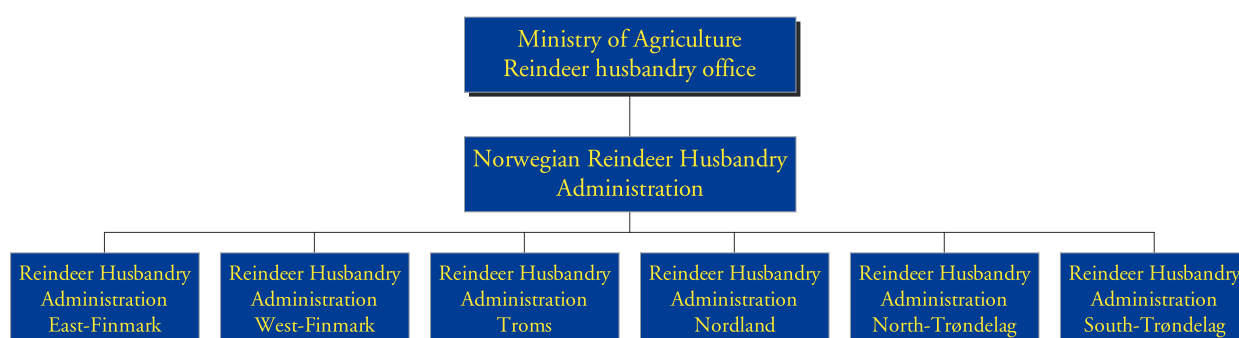 Ministry of Agriculture
Reindeer husbandry office
Norwegian Reindeer Husbandry
Administration
Reindeer Husbandry
Administration
East-Finmark
Reindeer Husbandry
Administration
West-Finmark
Reindeer Husbandry
Administration
Troms
Reindeer Husbandry
Administration
Nordland
Reindeer Husbandry
Administration
North-Trøndelag
Reindeer Husbandry
Administration
South-Trøndelag